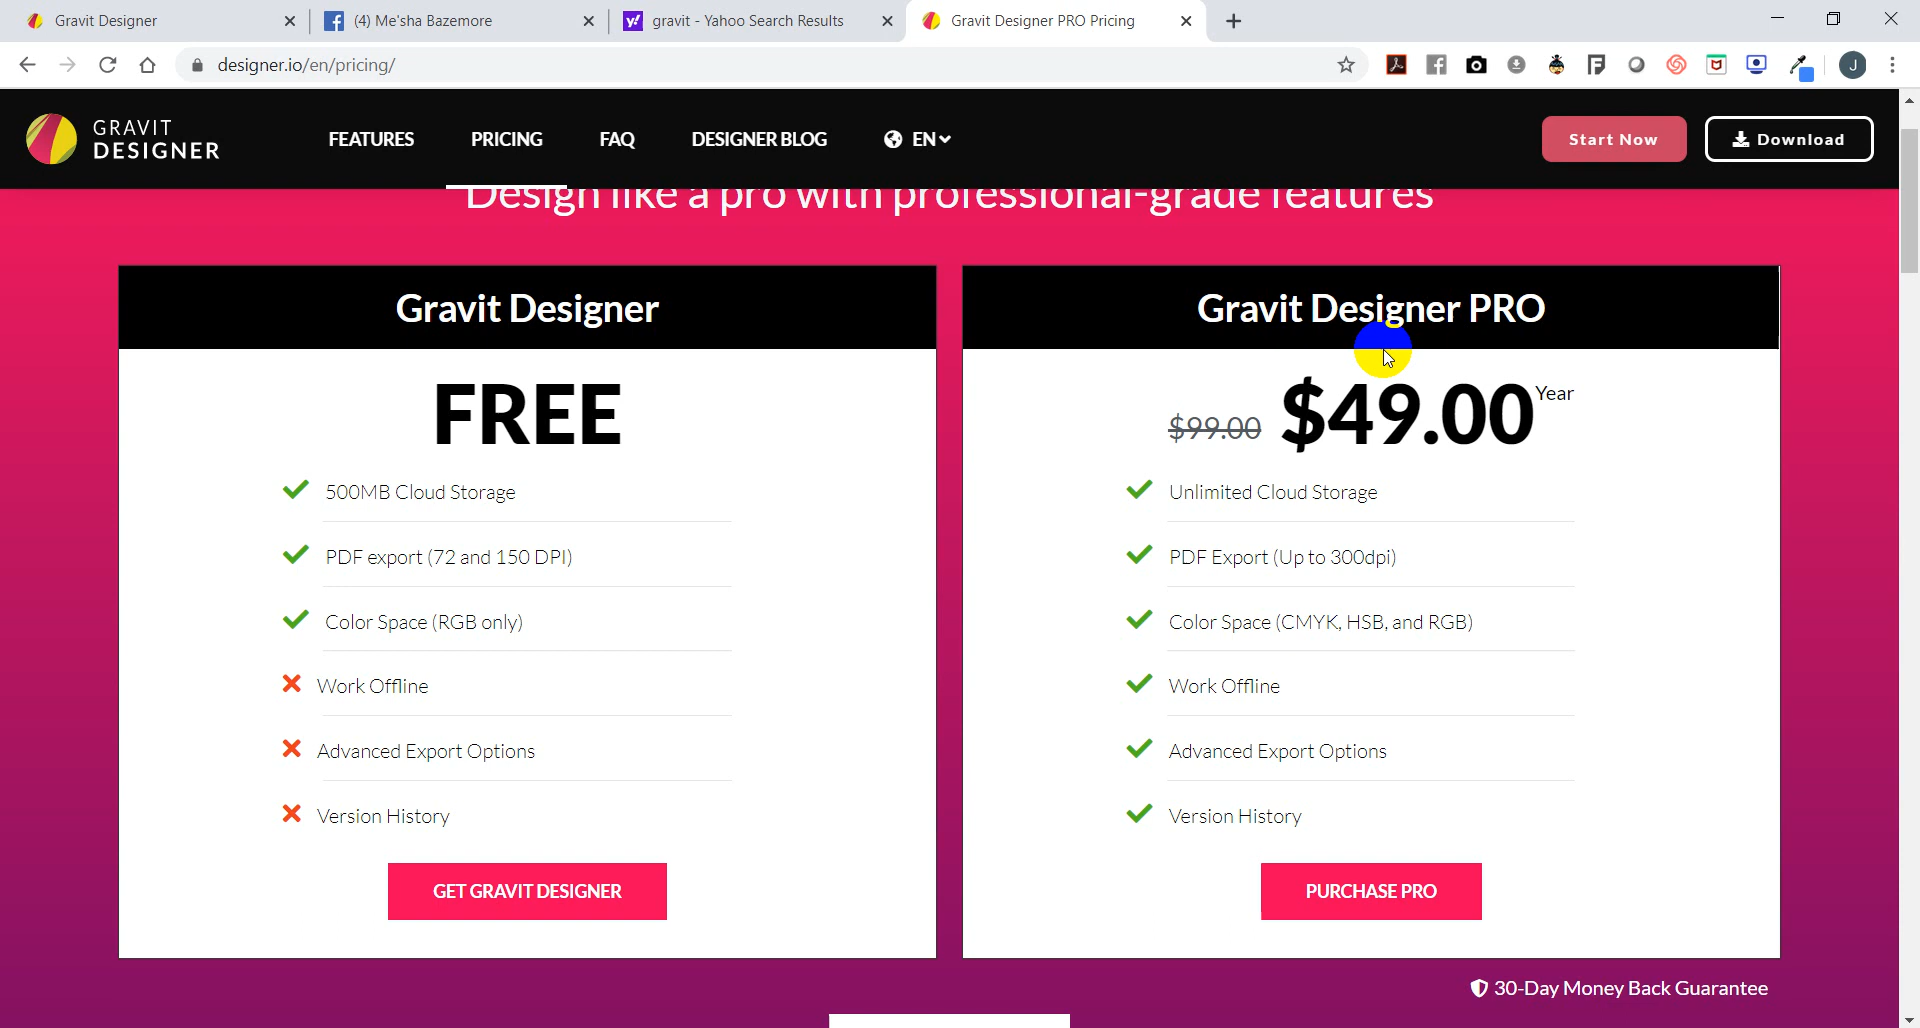 Gravit Designer
(4) Me'sha Bazemore
gravit - Yahoo Search Results
Gravit Designer PRO Pricing
designer.io/en/pricing/
J
GRAVIT DESIGNER
FEATURES
PRICING
FAQ
DESIGNER BLOG
EN
Start Now
Download
Design like a pro with professional-grade features
Gravit Designer
FREE
500MB Cloud Storage
PDF export (72 and 150 DPI)
Color Space (RGB only)
Work Offline
Advanced Export Options
Version History
GET GRAVIT DESIGNER
Gravit Designer PRO
$99.00 $49.00 Year
Unlimited Cloud Storage
PDF Export (Up to 300dpi)
Color Space (CMYK, HSB, and RGB)
Work Offline
Advanced Export Options
Version History
PURCHASE PRO
30-Day Money Back Guarantee